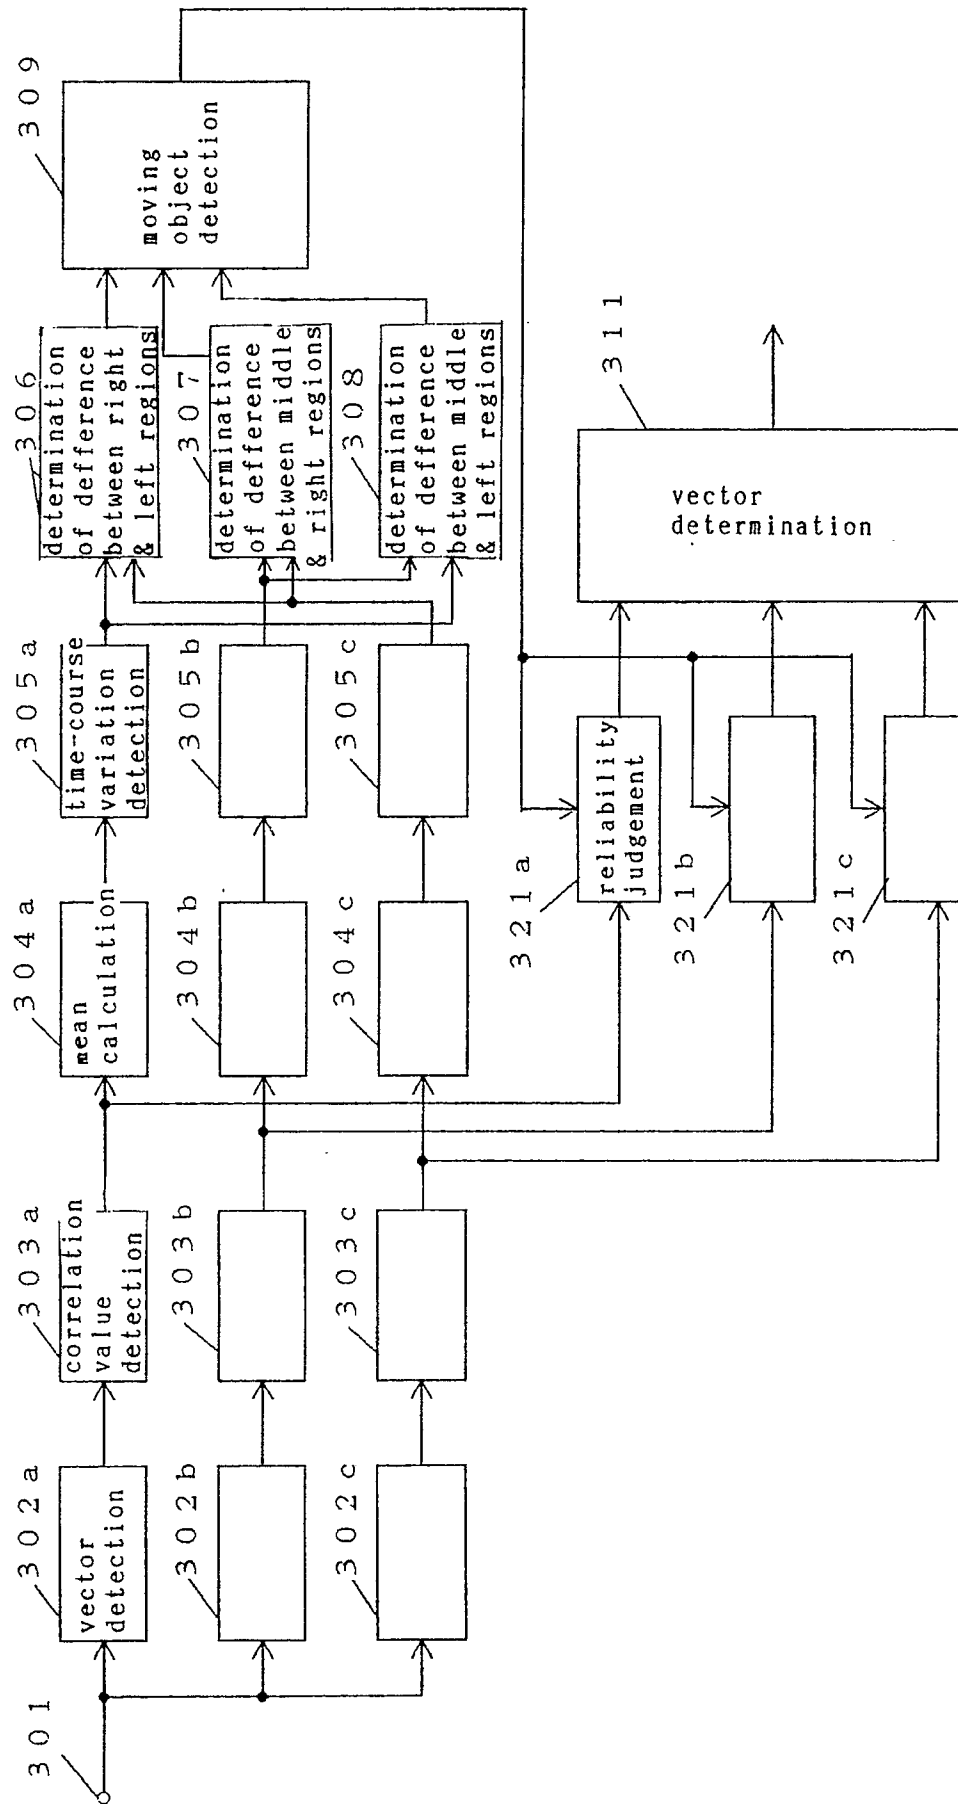 301
302a
vector
detection
302b
302c
303a
correlation
value
detection
303b
303c
304a
mean
calculation
304b
304c
305a
time-course
variation
detection
305b
305c
306
determination
of defference
between right
& left regions
307
determination
of defference
between middle
& right regions
308
determination
of defference
between middle
& left regions
309
moving
object
detection
321a
reliability
judgement
321b
321c
311
vector
determination